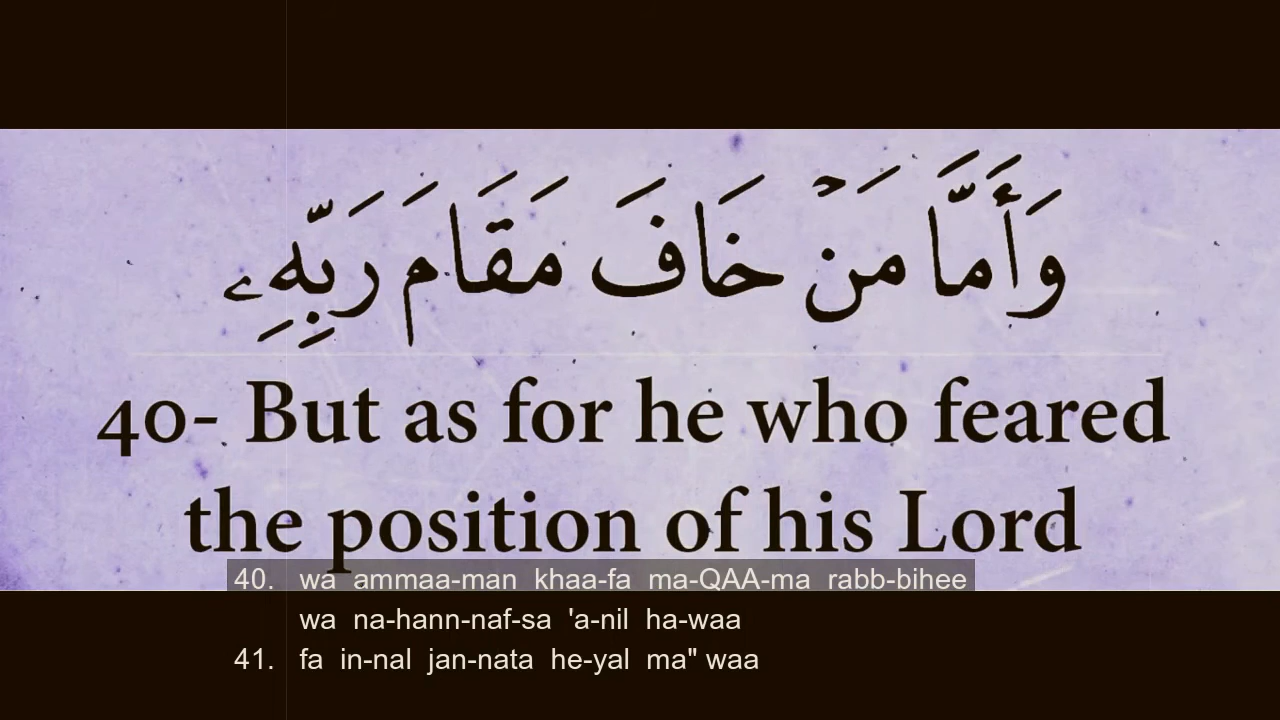 وَأَمَّا مَنۡ خَافَ مَقَامَ رَبِّهِۦ
40- But as for he who feared
the position of his Lord
40. wa ammaa-man khaa-fa ma-QAA-ma rabb-bihee
wa na-hann-naf-sa 'a-nil ha-waa
41. fa in-nal jan-nata he-yal ma" waa